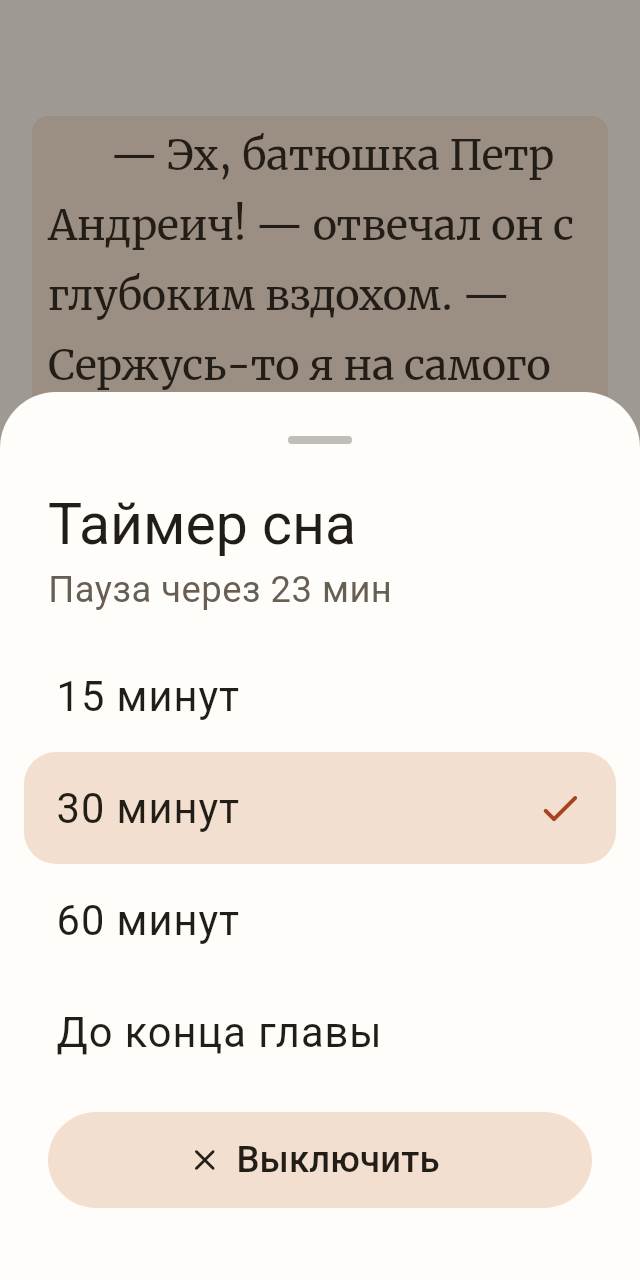 — Эх, батюшка Петр
Андреич! — отвечал он с
глубоким вздохом. —
Сержусь-то я на самого
Таймер сна
Пауза через 23 мин
15 минут
30 минут
60 минут
До конца главы
Выключить